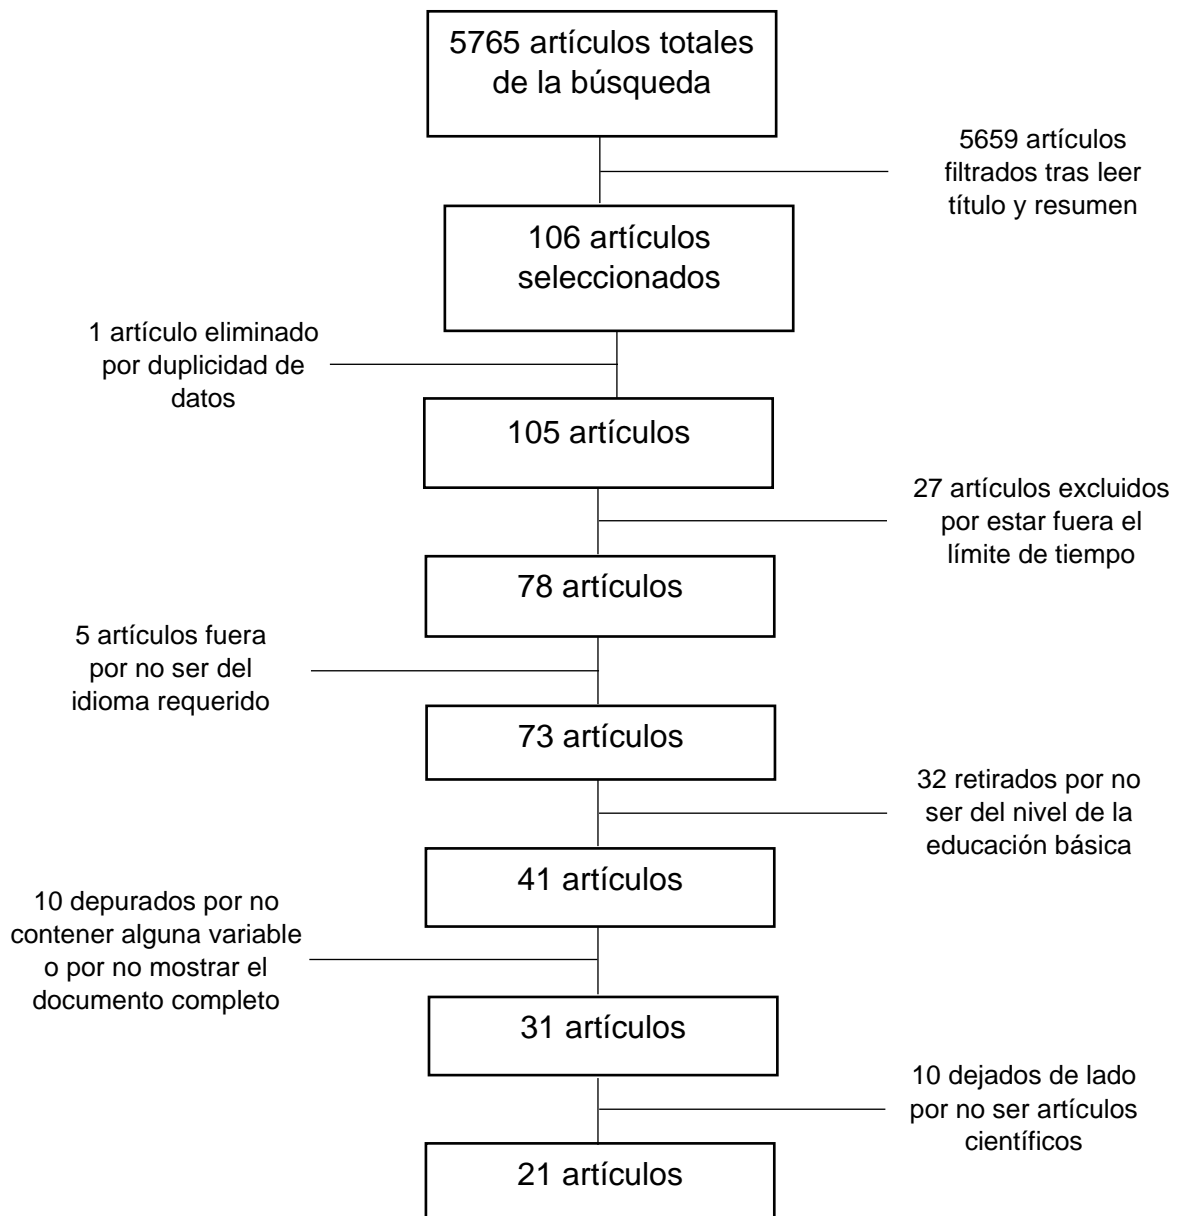 5765 artículos totales
de la búsqueda
5659 artículos
filtrados tras leer
título y resumen
106 artículos
seleccionados
1 artículo eliminado
por duplicidad de
datos
105 artículos
27 artículos excluidos
por estar fuera el
límite de tiempo
78 artículos
5 artículos fuera
por no ser del
idioma requerido
73 artículos
32 retirados por no
ser del nivel de la
educación básica
41 artículos
10 depurados por no
contener alguna variable
o por no mostrar el
documento completo
31 artículos
10 dejados de lado
por no ser artículos
científicos
21 artículos